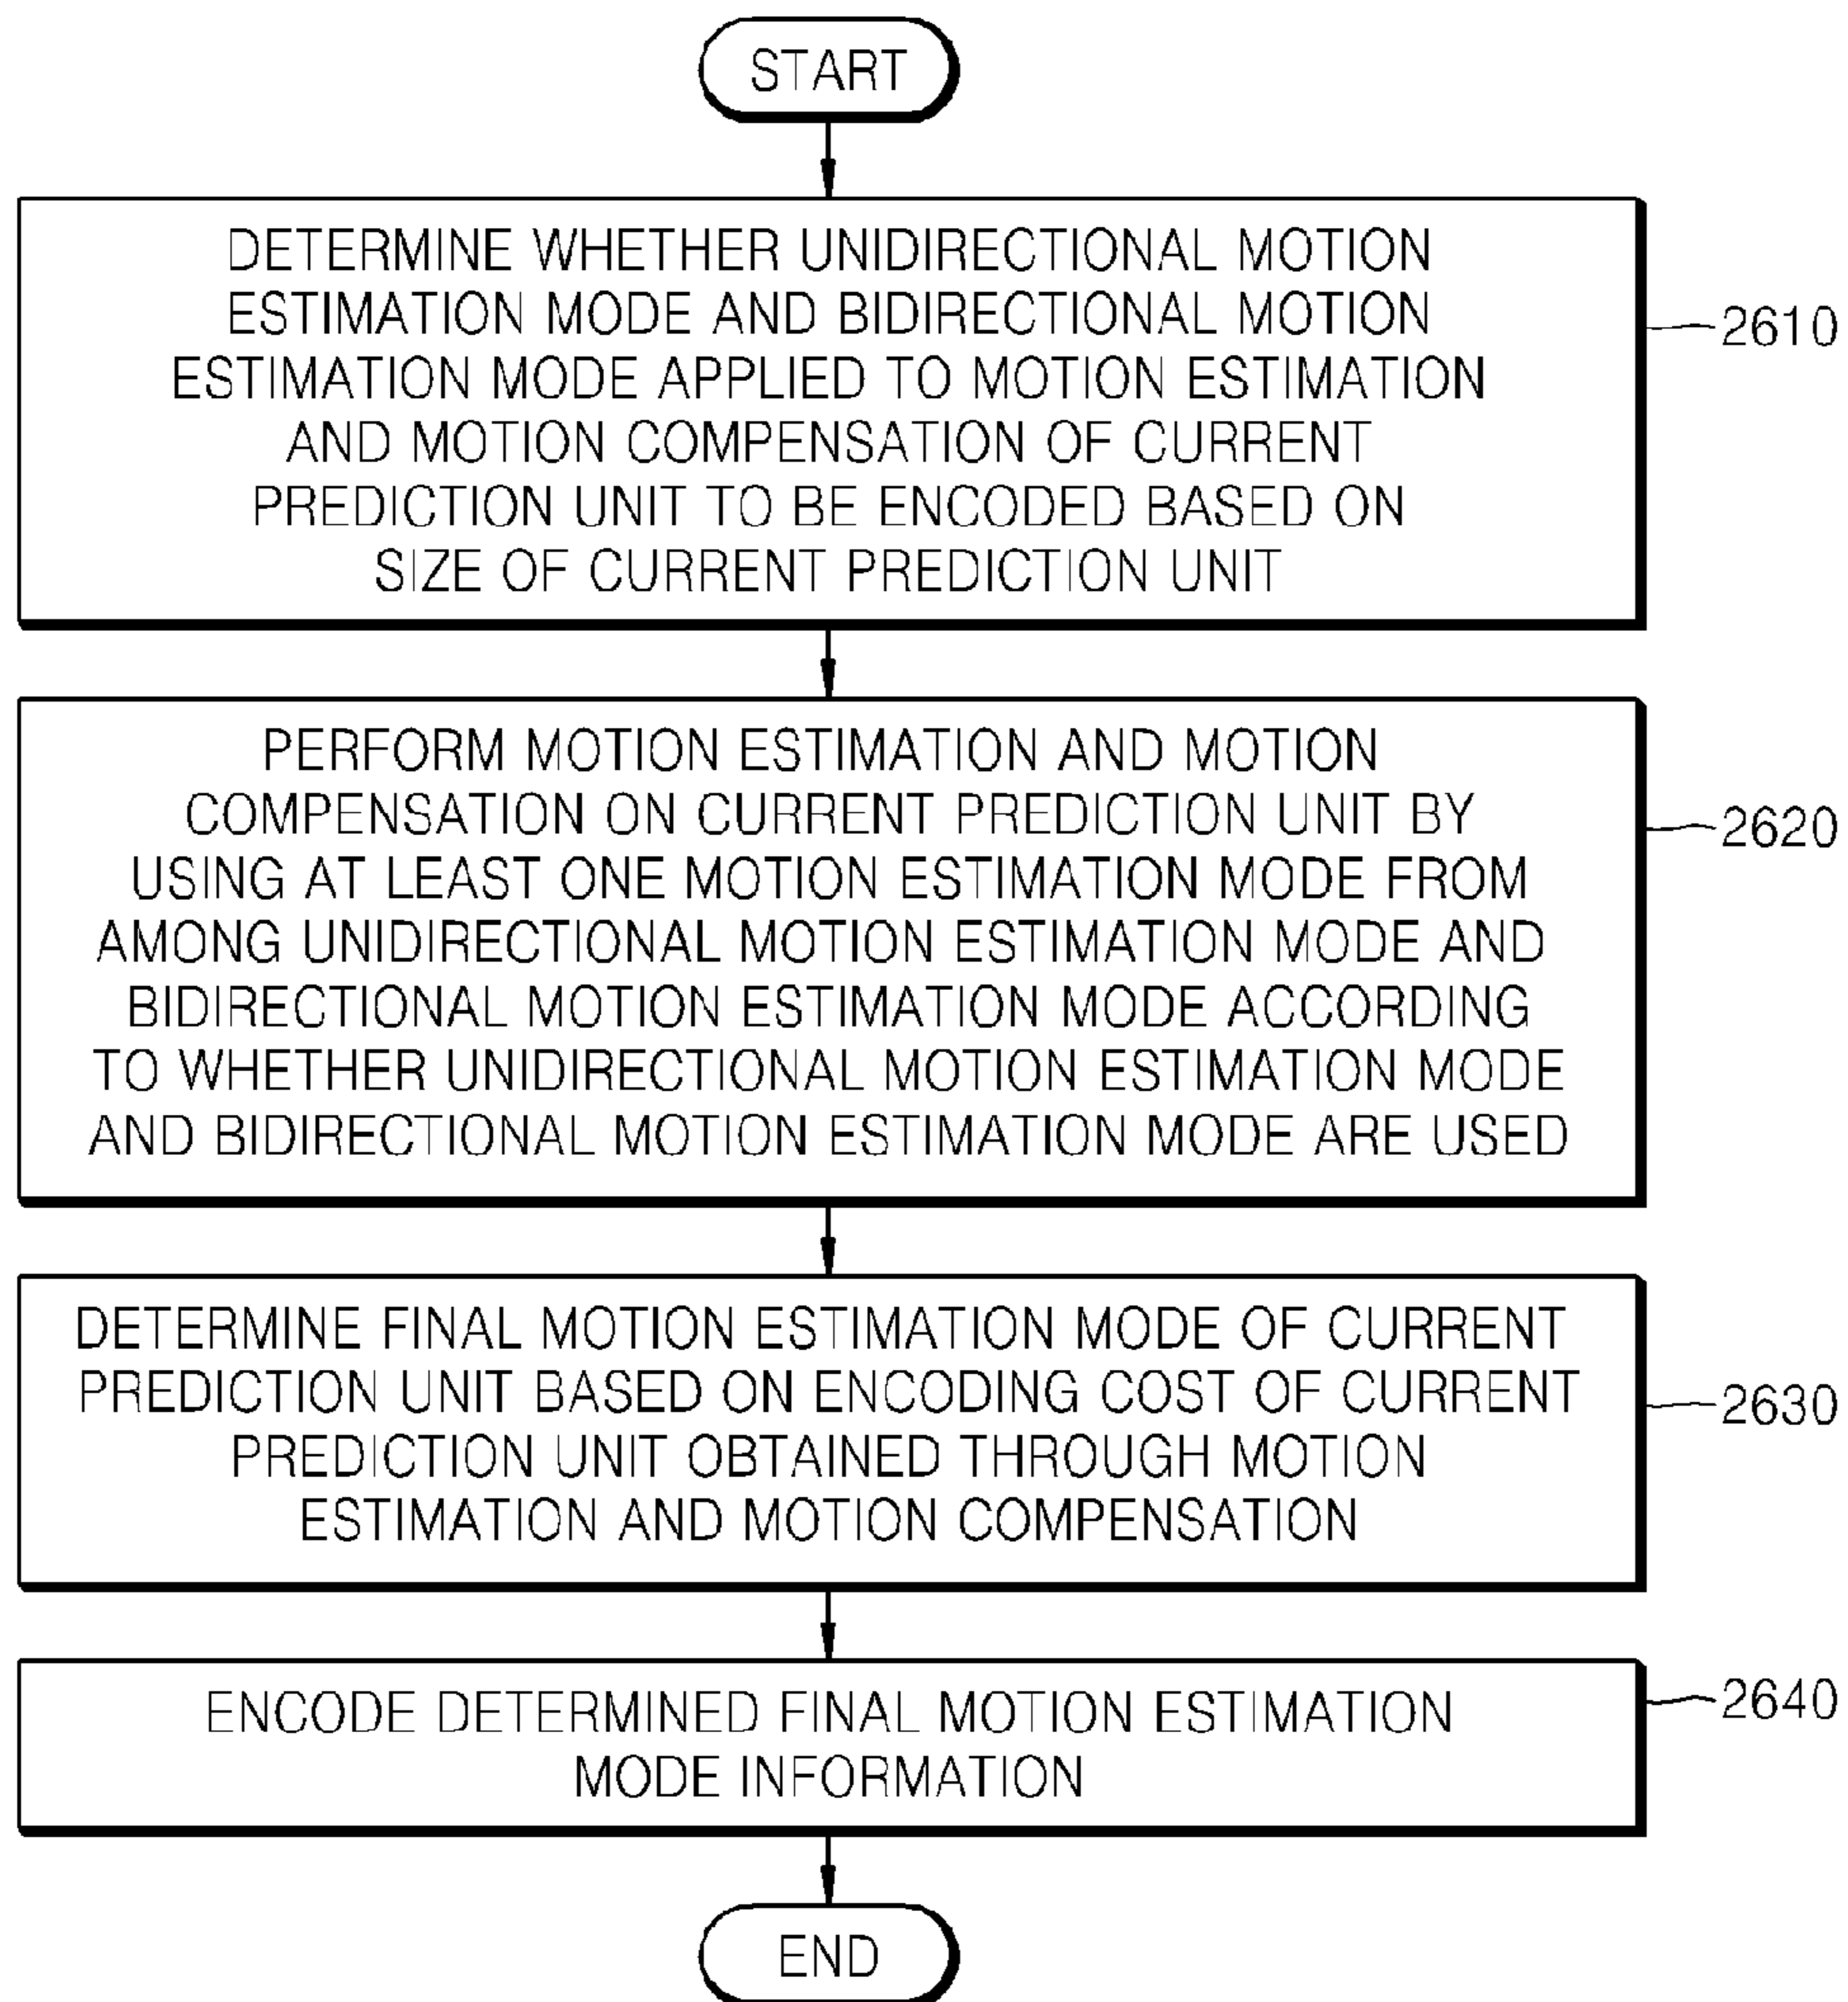 START
DETERMINE WHETHER UNIDIRECTIONAL MOTION
ESTIMATION MODE AND BIDIRECTIONAL MOTION
ESTIMATION MODE APPLIED TO MOTION ESTIMATION
AND MOTION COMPENSATION OF CURRENT
PREDICTION UNIT TO BE ENCODED BASED ON
SIZE OF CURRENT PREDICTION UNIT
2610
PERFORM MOTION ESTIMATION AND MOTION
COMPENSATION ON CURRENT PREDICTION UNIT BY
USING AT LEAST ONE MOTION ESTIMATION MODE FROM
AMONG UNIDIRECTIONAL MOTION ESTIMATION MODE AND
BIDIRECTIONAL MOTION ESTIMATION MODE ACCORDING
TO WHETHER UNIDIRECTIONAL MOTION ESTIMATION MODE
AND BIDIRECTIONAL MOTION ESTIMATION MODE ARE USED
2620
DETERMINE FINAL MOTION ESTIMATION MODE OF CURRENT
PREDICTION UNIT BASED ON ENCODING COST OF CURRENT
PREDICTION UNIT OBTAINED THROUGH MOTION
ESTIMATION AND MOTION COMPENSATION
2630
ENCODE DETERMINED FINAL MOTION ESTIMATION
MODE INFORMATION
2640
END